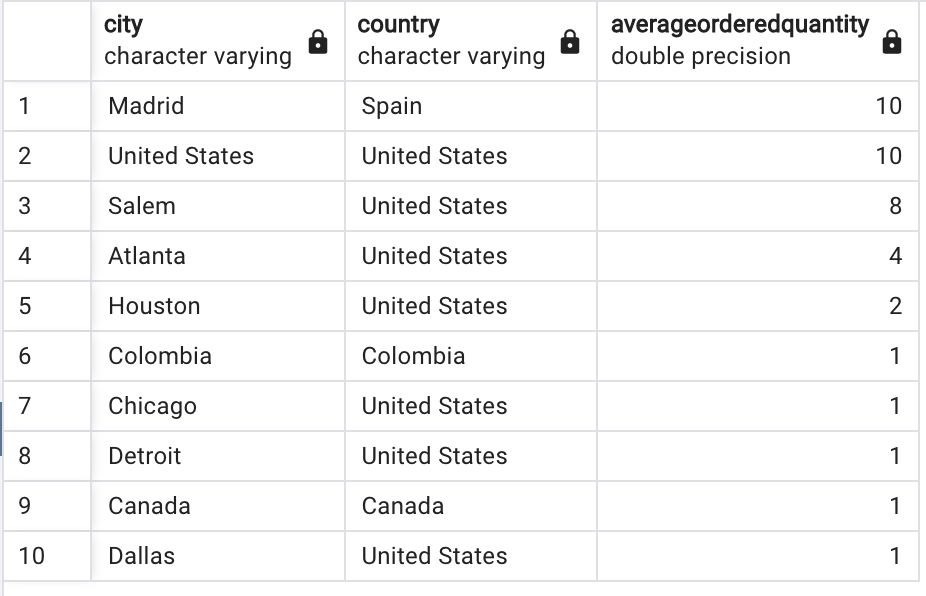 city country averageorderedquantity
character varying character varying double precision
1 Madrid Spain 10
2 United States United States 10
3 Salem United States 8
4 Atlanta United States 4
5 Houston United States 2
6 Colombia Colombia 1
7 Chicago United States 1
8 Detroit United States 1
9 Canada Canada 1
10 Dallas United States 1